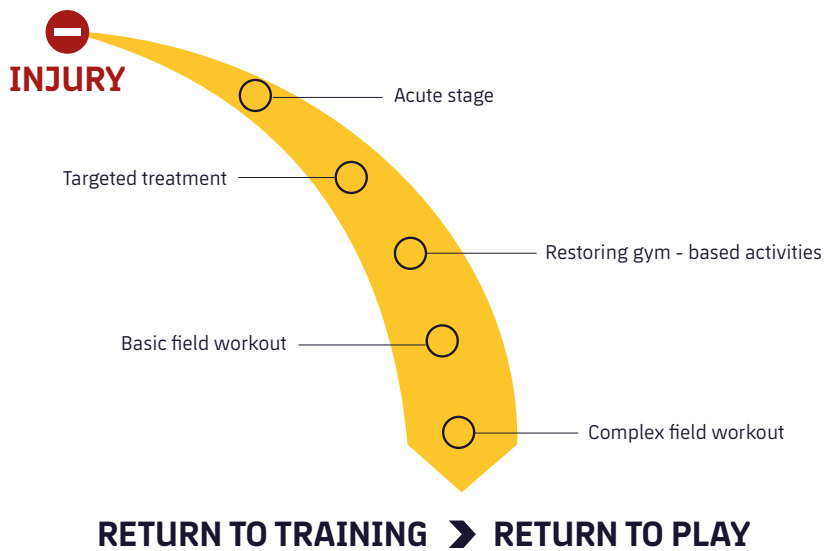 INJURY
Acute stage
Targeted treatment
Restoring gym - based activities
Basic field workout
Complex field workout
RETURN TO TRAINING RETURN TO PLAY